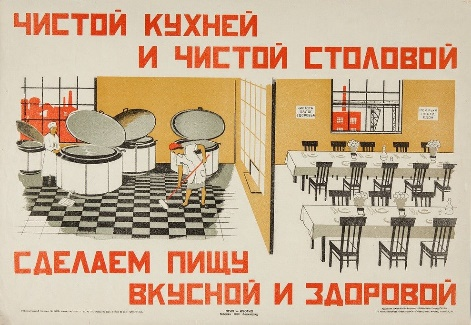 ЧИСТОЙ КУХНЕЙ
И ЧИСТОЙ СТОЛОВОЙ
СДЕЛАЕМ ПИЩУ
ВКУСНОЙ И ЗДОРОВОЙ